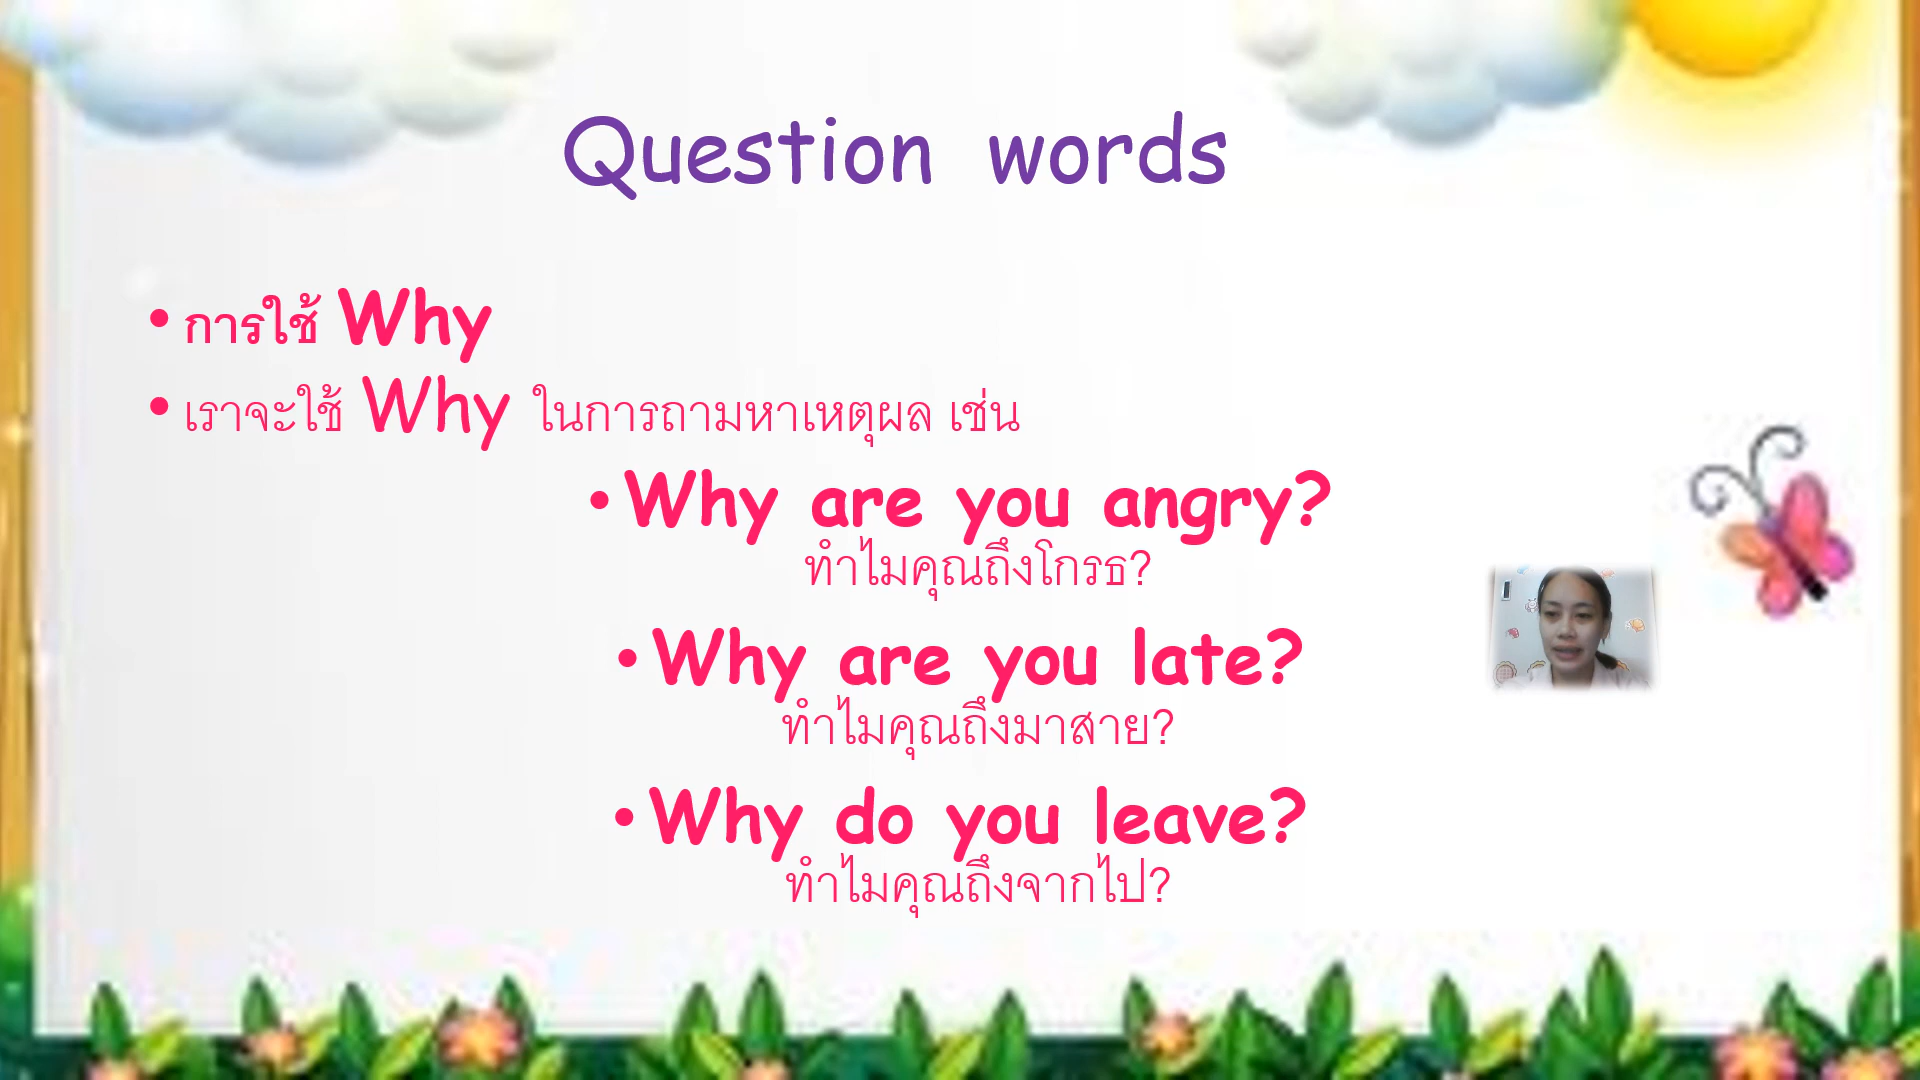 Question words
• การใช้ Why
• เราจะใช้ Why ในการถามหาเหตุผล เช่น
• Why are you angry?
ทำไมคุณถึงโกรธ?
• Why are you late?
ทำไมคุณถึงมาสาย?
• Why do you leave?
ทำไมคุณถึงจากไป?